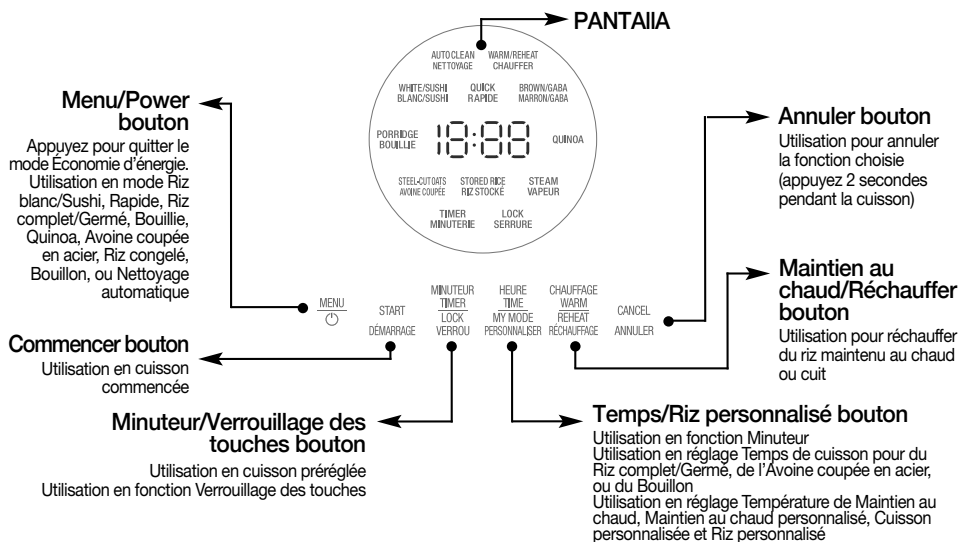 PANTAllA
AUTO CLEAN
NETTOYAGE
WARM/REHEAT
CHAUFFER
WHITE/SUSHI
BLANC/SUSHI
QUICK
RAPIDE
BROWN/GABA
MARRON/GABA
PORRIDGE
BOUILLIE
18:88
QUINOA
STEEL-CUT OATS
AVOINE COUPÉE
STORED RICE
RIZ STOCKÉ
STEAM
VAPEUR
TIMER
MINUTERIE
LOCK
SERRURE
Menu/Power
bouton
Appuyez pour quitter le
mode Économie d'énergie.
Utilisation en mode Riz
blanc/Sushi, Rapide, Riz
complet/Germé, Bouillie,
Quinoa, Avoine coupée
en acier, Riz congelé,
Bouillon, ou Nettoyage
automatique
Annuler bouton
Utilisation pour annuler
la fonction choisie
(appuyez 2 secondes
pendant la cuisson)
MENU
START
DÉMARRAGE
MINUTEUR
TIMER
LOCK
VERROU
HEURE
TIME
MY MODE
PERSONNALISER
CHAUFFAGE
WARM
REHEAT
RÉCHAUFFAGE
CANCEL
ANNULER
Maintien au
chaud/Réchauffer
bouton
Utilisation pour réchauffer
du riz maintenu au chaud
ou cuit
Commencer bouton
Utilisation en cuisson
commencée
Minuteur/Verrouillage des
touches bouton
Utilisation en cuisson préréglée
Utilisation en fonction Verrouillage des touches
Temps/Riz personnalisé bouton
Utilisation en fonction Minuteur
Utilisation en réglage Temps de cuisson pour du
Riz complet/Germé, de l'Avoine coupée en acier,
ou du Bouillon
Utilisation en réglage Température de Maintien au
chaud, Maintien au chaud personnalisé, Cuisson
personnalisée et Riz personnalisé